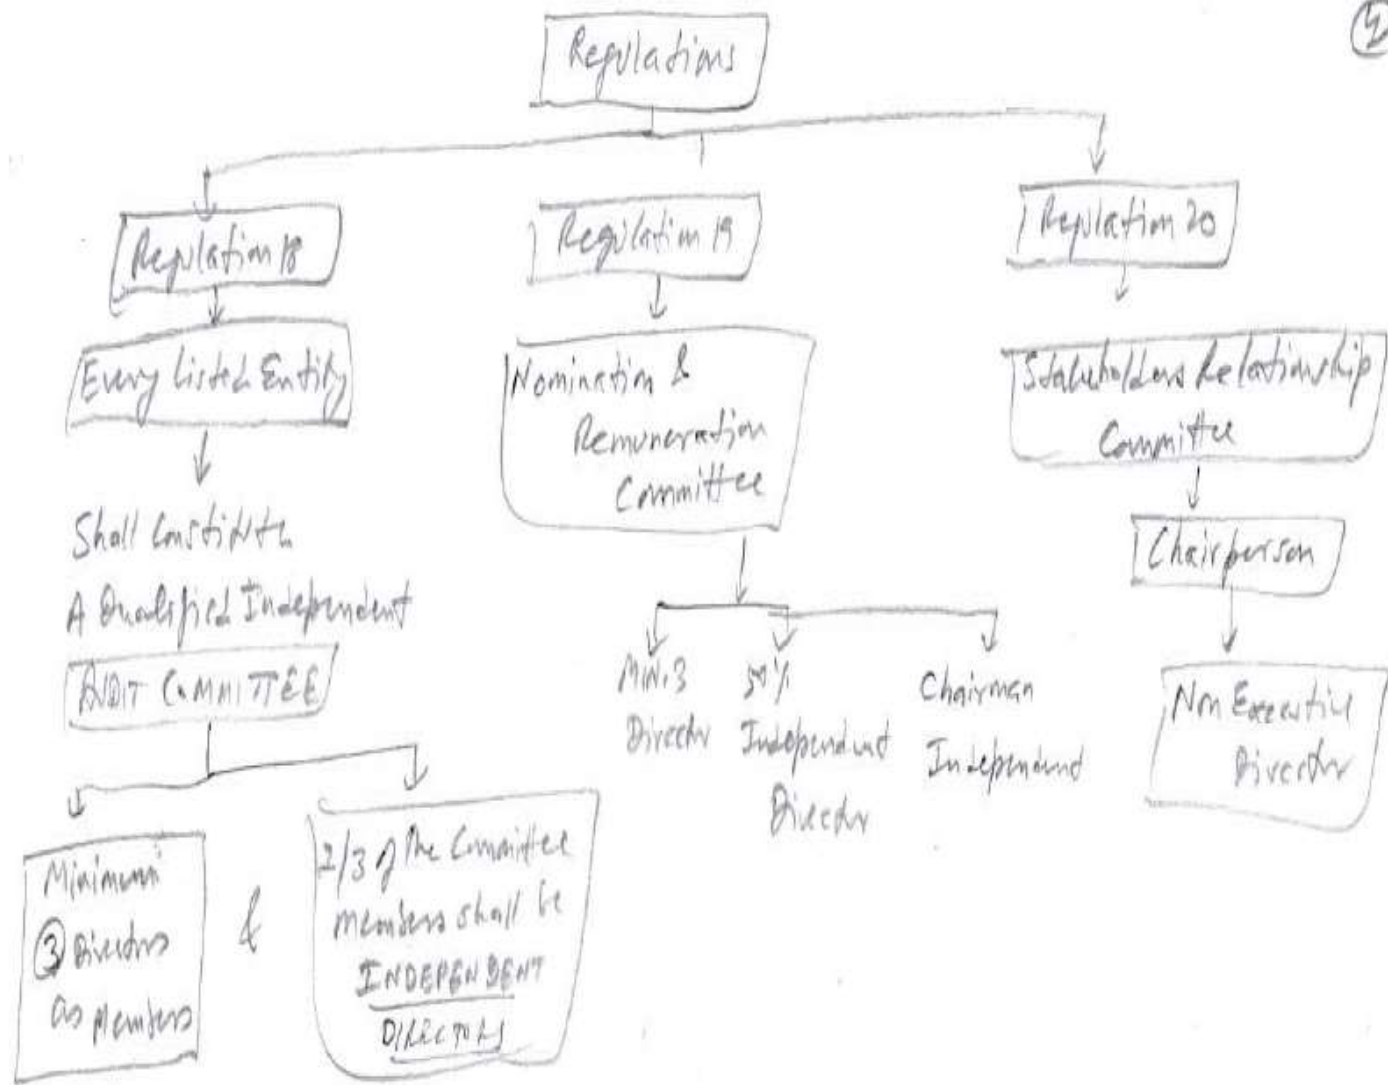 Regulations
Regulation 18
Every Listed Entity
Shall Constitute
A Qualified Independent
AUDIT COMMITTEE
Minimum
3 Directors
as Members
&
2/3 of the Committee
Members shall be
INDEPENDENT
DIRECTORS
Regulation 19
Nomination &
Remuneration
Committee
MIN. 3
Director
50%
Independent
Director
Chairman
Independent
Regulation 20
Stakeholders Relationship
Committee
Chairperson
Non Executive
Director